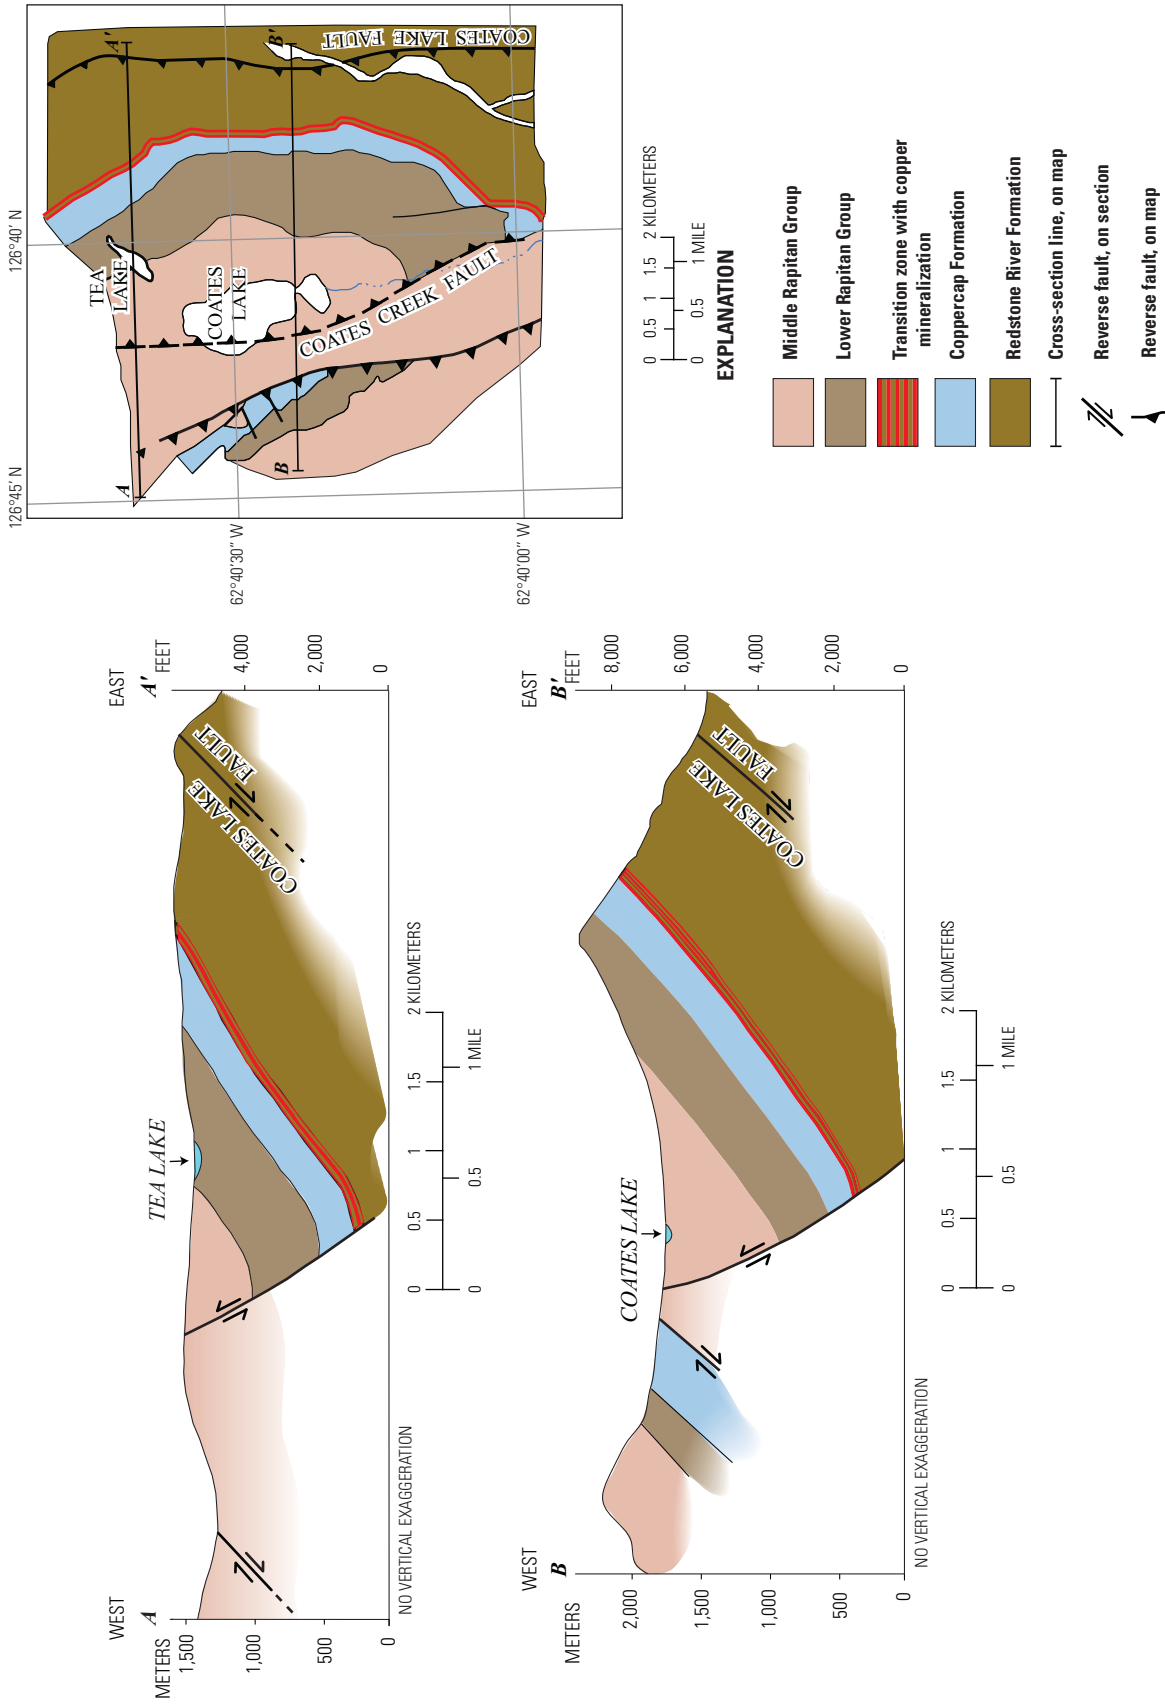 WEST
A
METERS
1,500
1,000
500
0
EAST
A'
FEET
4,000
2,000
0
TEA LAKE
COATES LAKE
FAULT
NO VERTICAL EXAGGERATION
0 0.5 1 1.5 2 KILOMETERS
0 0.5 1 MILE
WEST
B
METERS
2,000
1,500
1,000
500
0
EAST
B'
FEET
8,000
6,000
4,000
2,000
0
COATES LAKE
COATES LAKE
FAULT
NO VERTICAL EXAGGERATION
0 0.5 1 1.5 2 KILOMETERS
0 0.5 1 MILE
126°45' N
126°40' N
62°40'30" W
62°40'00" W
A
A'
TEA
LAKE
COATES
LAKE
B
B'
COATES CREEK FAULT
COATES LAKE FAULT
0 0.5 1 1.5 2 KILOMETERS
0 0.5 1 MILE
EXPLANATION
Middle Rapitan Group
Lower Rapitan Group
Transition zone with copper
mineralization
Coppercap Formation
Redstone River Formation
Cross-section line, on map
Reverse fault, on section
Reverse fault, on map